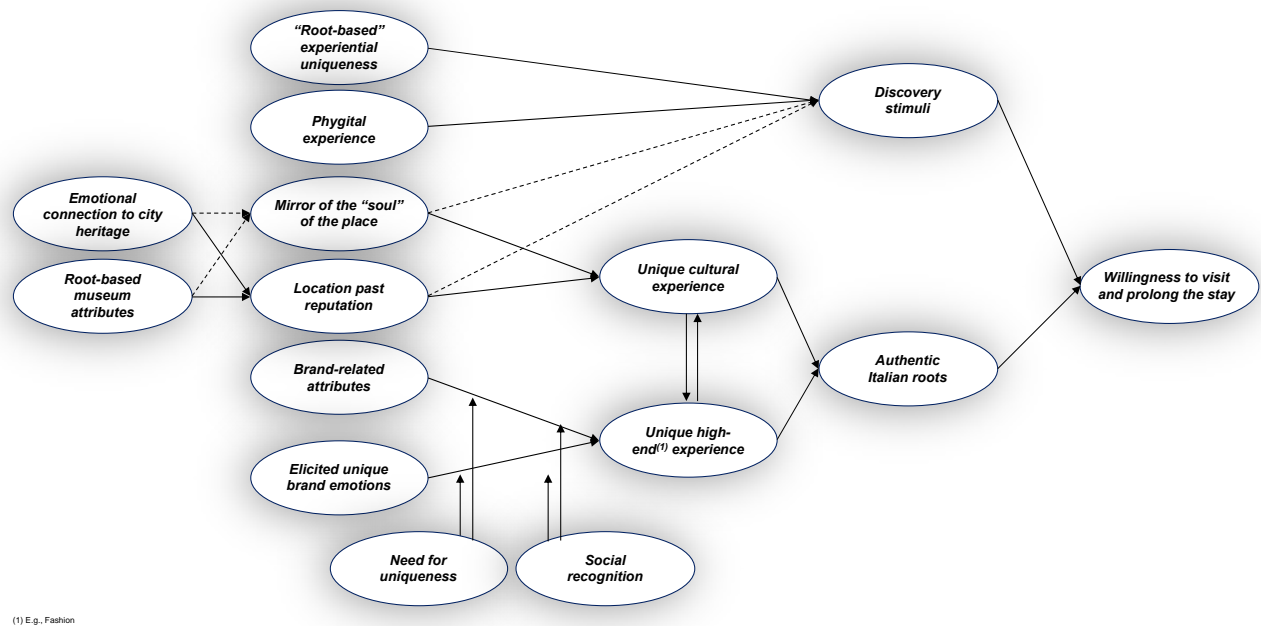 “Root-based”
experiential
uniqueness
Phygital
experience
Discovery
stimuli
Emotional
connection to city
heritage
Mirror of the “soul”
of the place
Root-based
museum
attributes
Location past
reputation
Unique cultural
experience
Willingness to visit
and prolong the stay
Brand-related
attributes
Authentic
Italian roots
Elicited unique
brand emotions
Unique high-
end(1) experience
Need for
uniqueness
Social
recognition
(1) E.g., Fashion